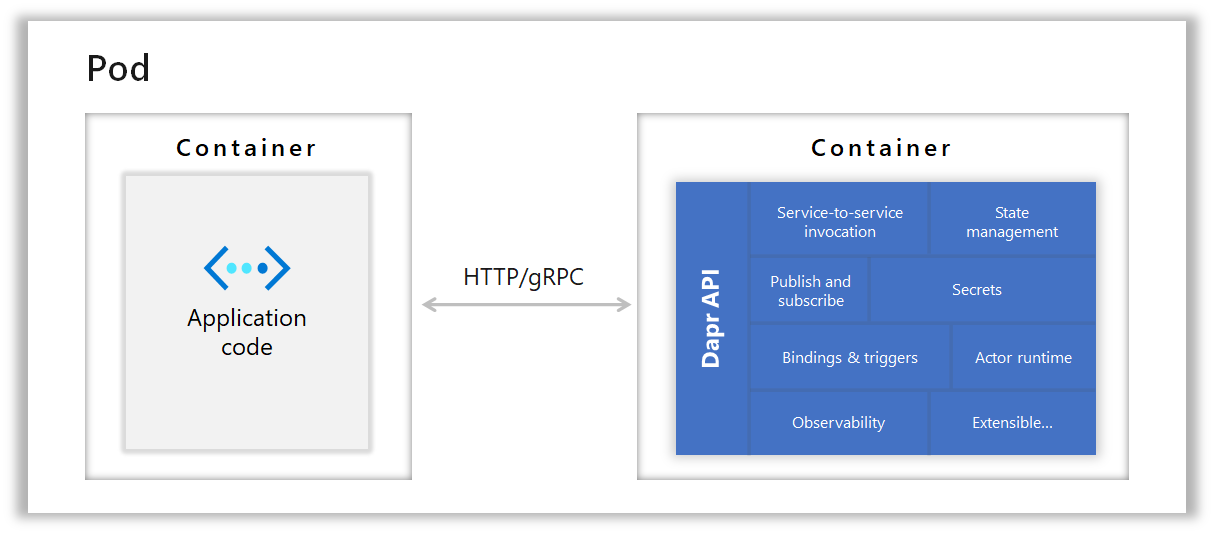 Pod
Container
Application
code
HTTP/gRPC
Container
Dapr API
Service-to-service
invocation
State
management
Publish and
subscribe
Secrets
Bindings & triggers
Actor runtime
Observability
Extensible...